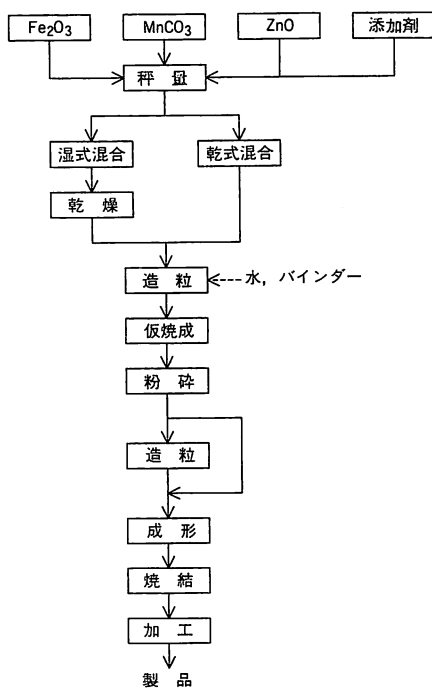 Fe₂O₃ MnCO₃ ZnO 添加剤
秤量
湿式混合 乾式混合
乾燥
造粒 水,バインダー
仮焼成
粉砕
造粒
成形
焼結
加工
製品